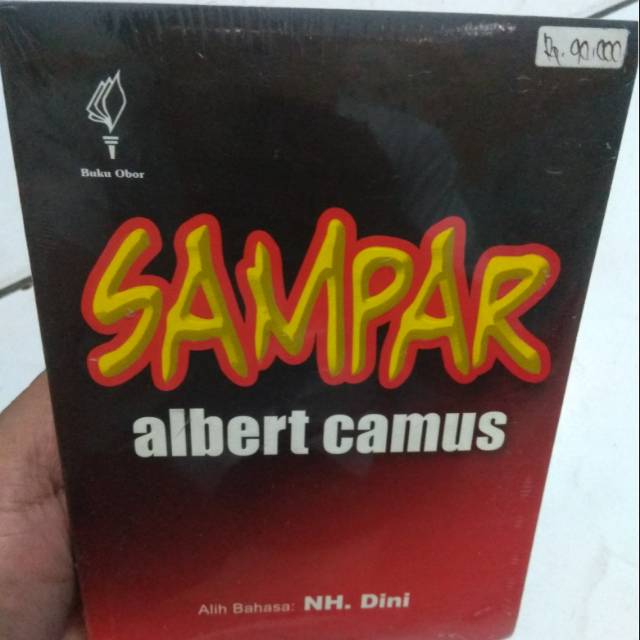 Rp. 90.000
Buku Obor
SAMPAR
albert camus
Alih Bahasa: NH. Dini